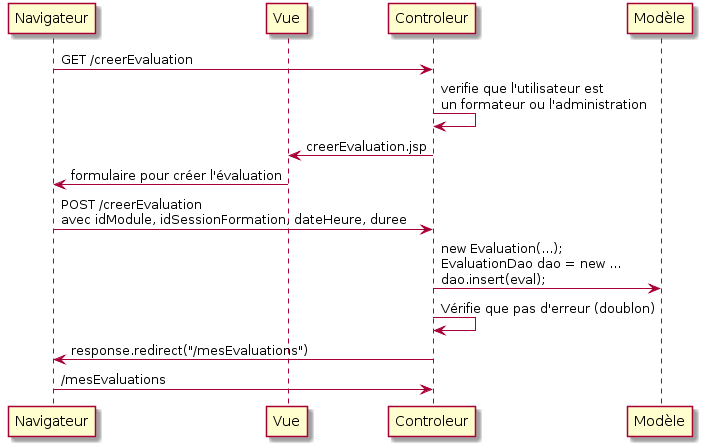 Navigateur
Vue
Controleur
Modèle
GET /creerEvaluation
verifie que l'utilisateur est
un formateur ou l'administration
creerEvaluation.jsp
formulaire pour créer l'évaluation
POST /creerEvaluation
avec idModule, idSessionFormation, dateHeure, duree
new Evaluation(...);
EvaluationDao dao = new ...
dao.insert(eval);
Vérifie que pas d'erreur (doublon)
response.redirect("/mesEvaluations")
/mesEvaluations
Navigateur
Vue
Controleur
Modèle